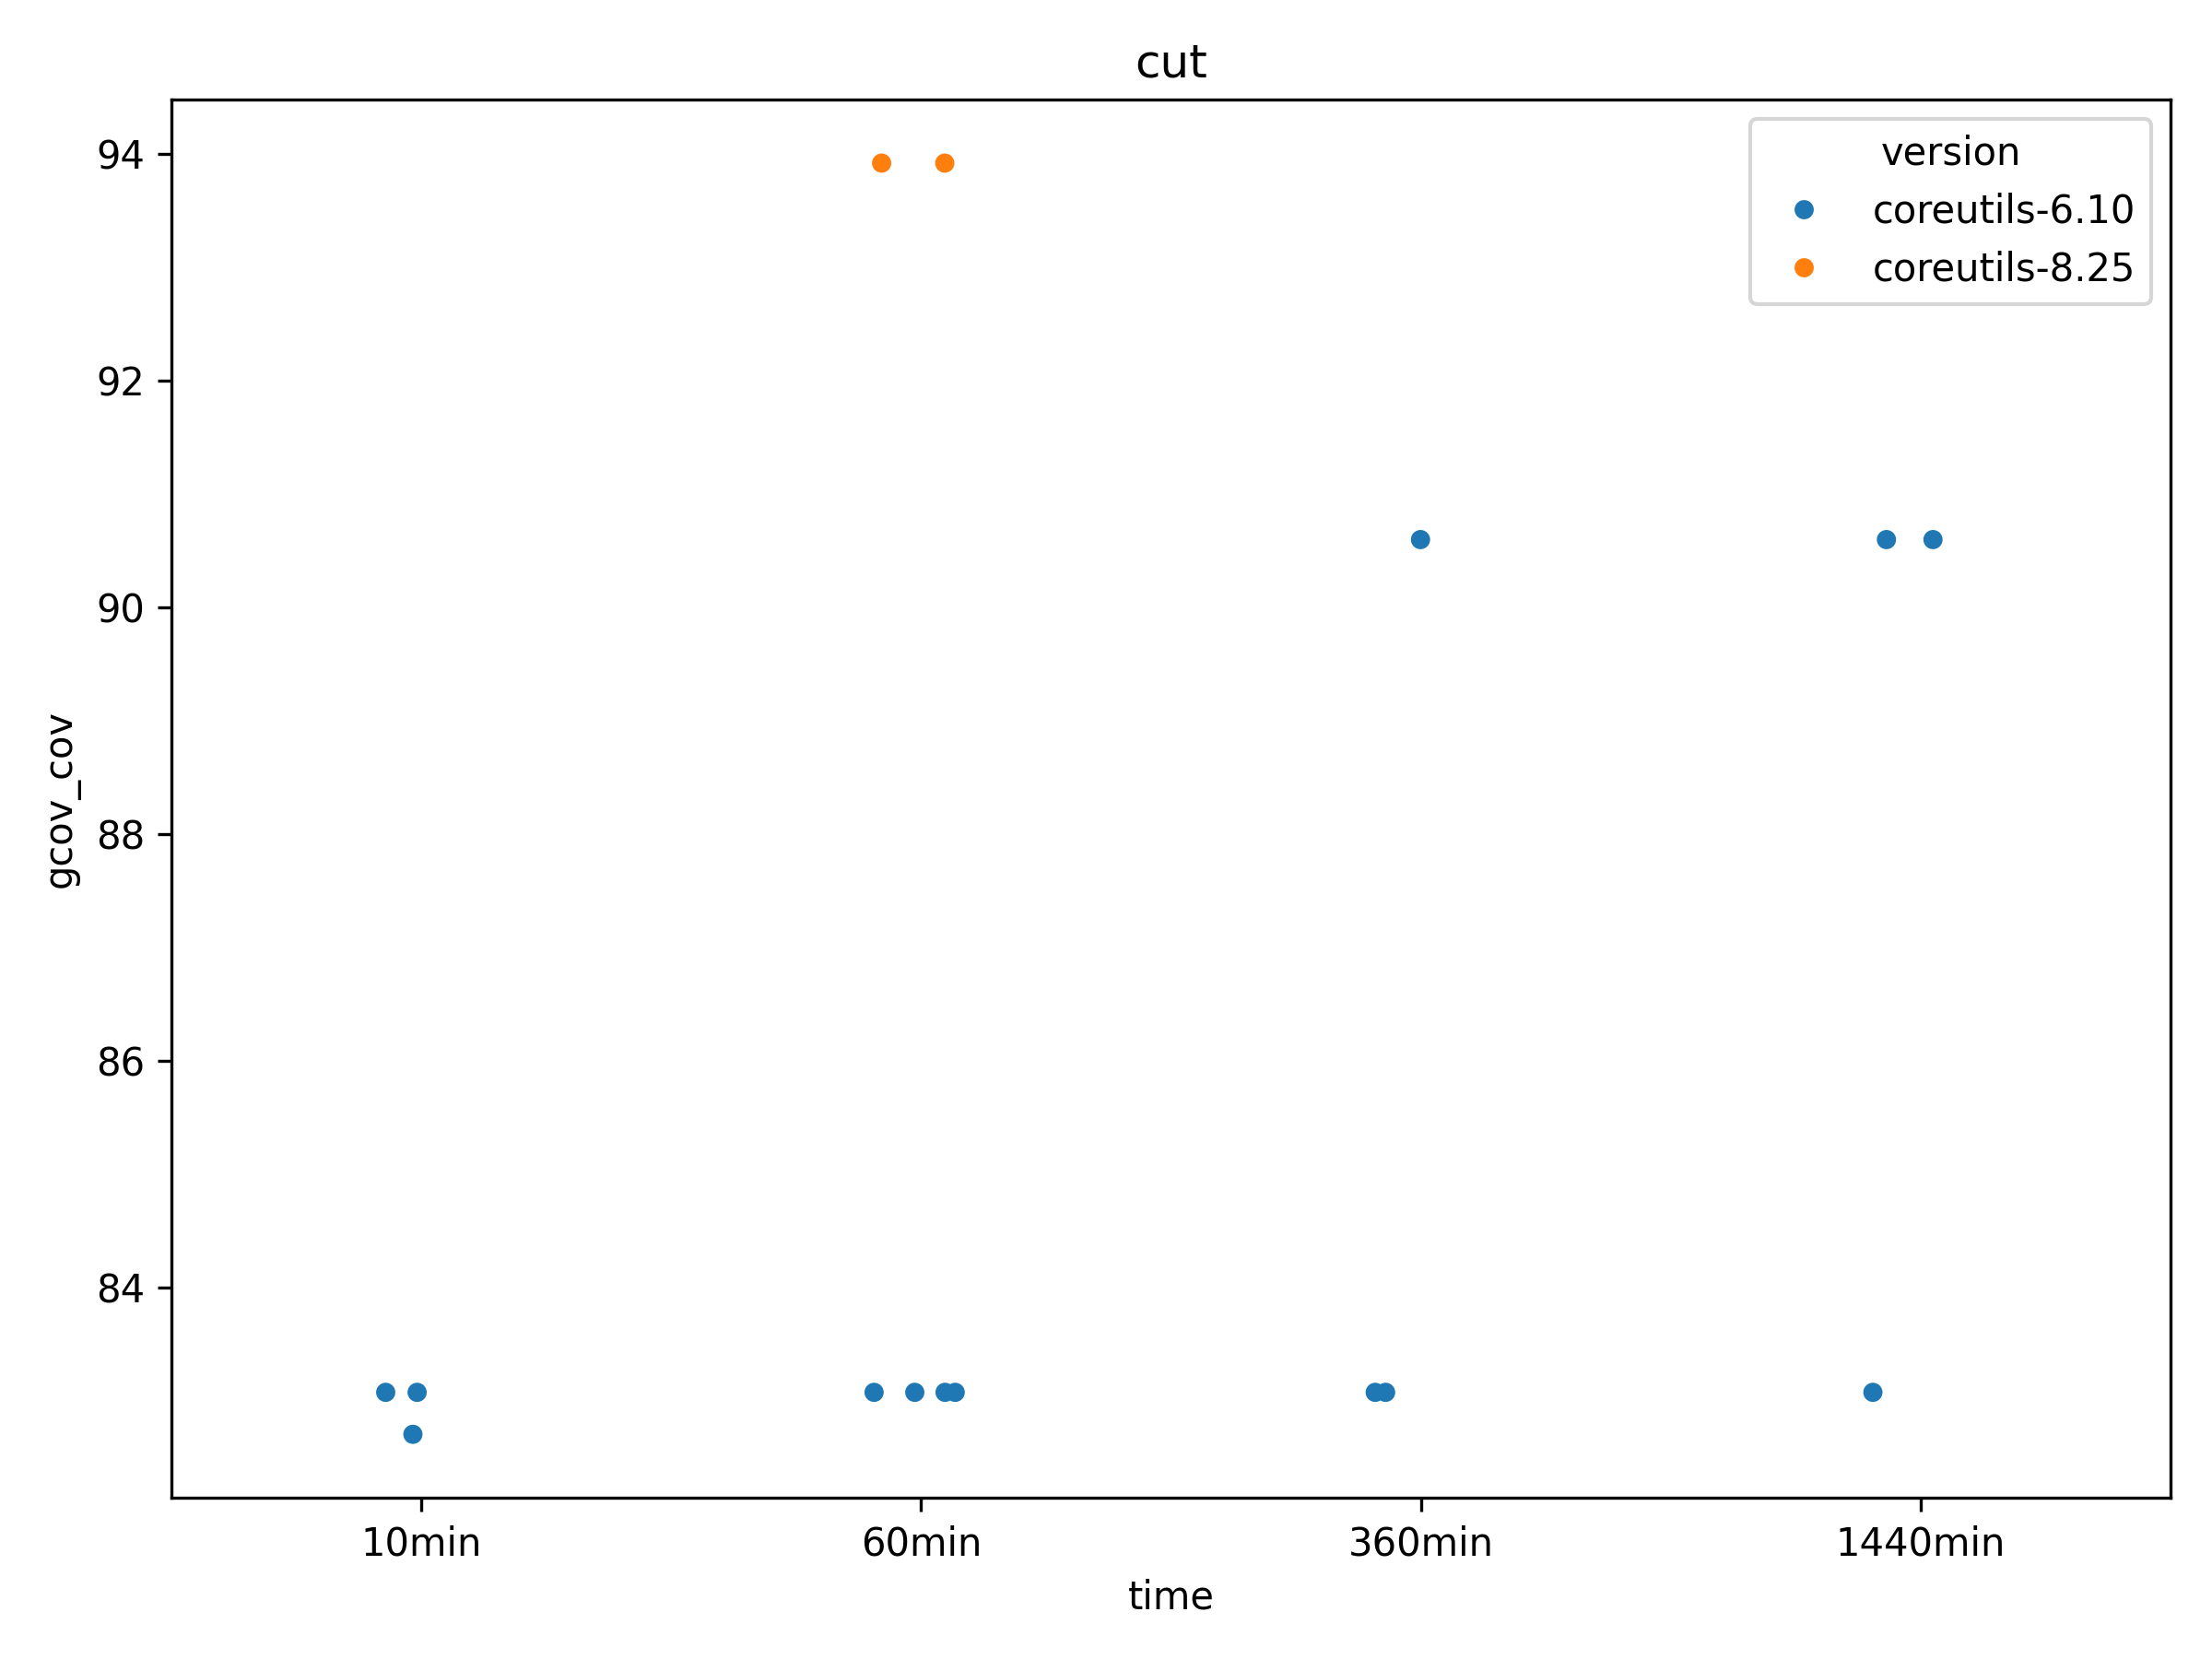 cut
version
coreutils-6.10
coreutils-8.25
94
92
90
88
86
84
gcov_cov
10min
60min
360min
1440min
time